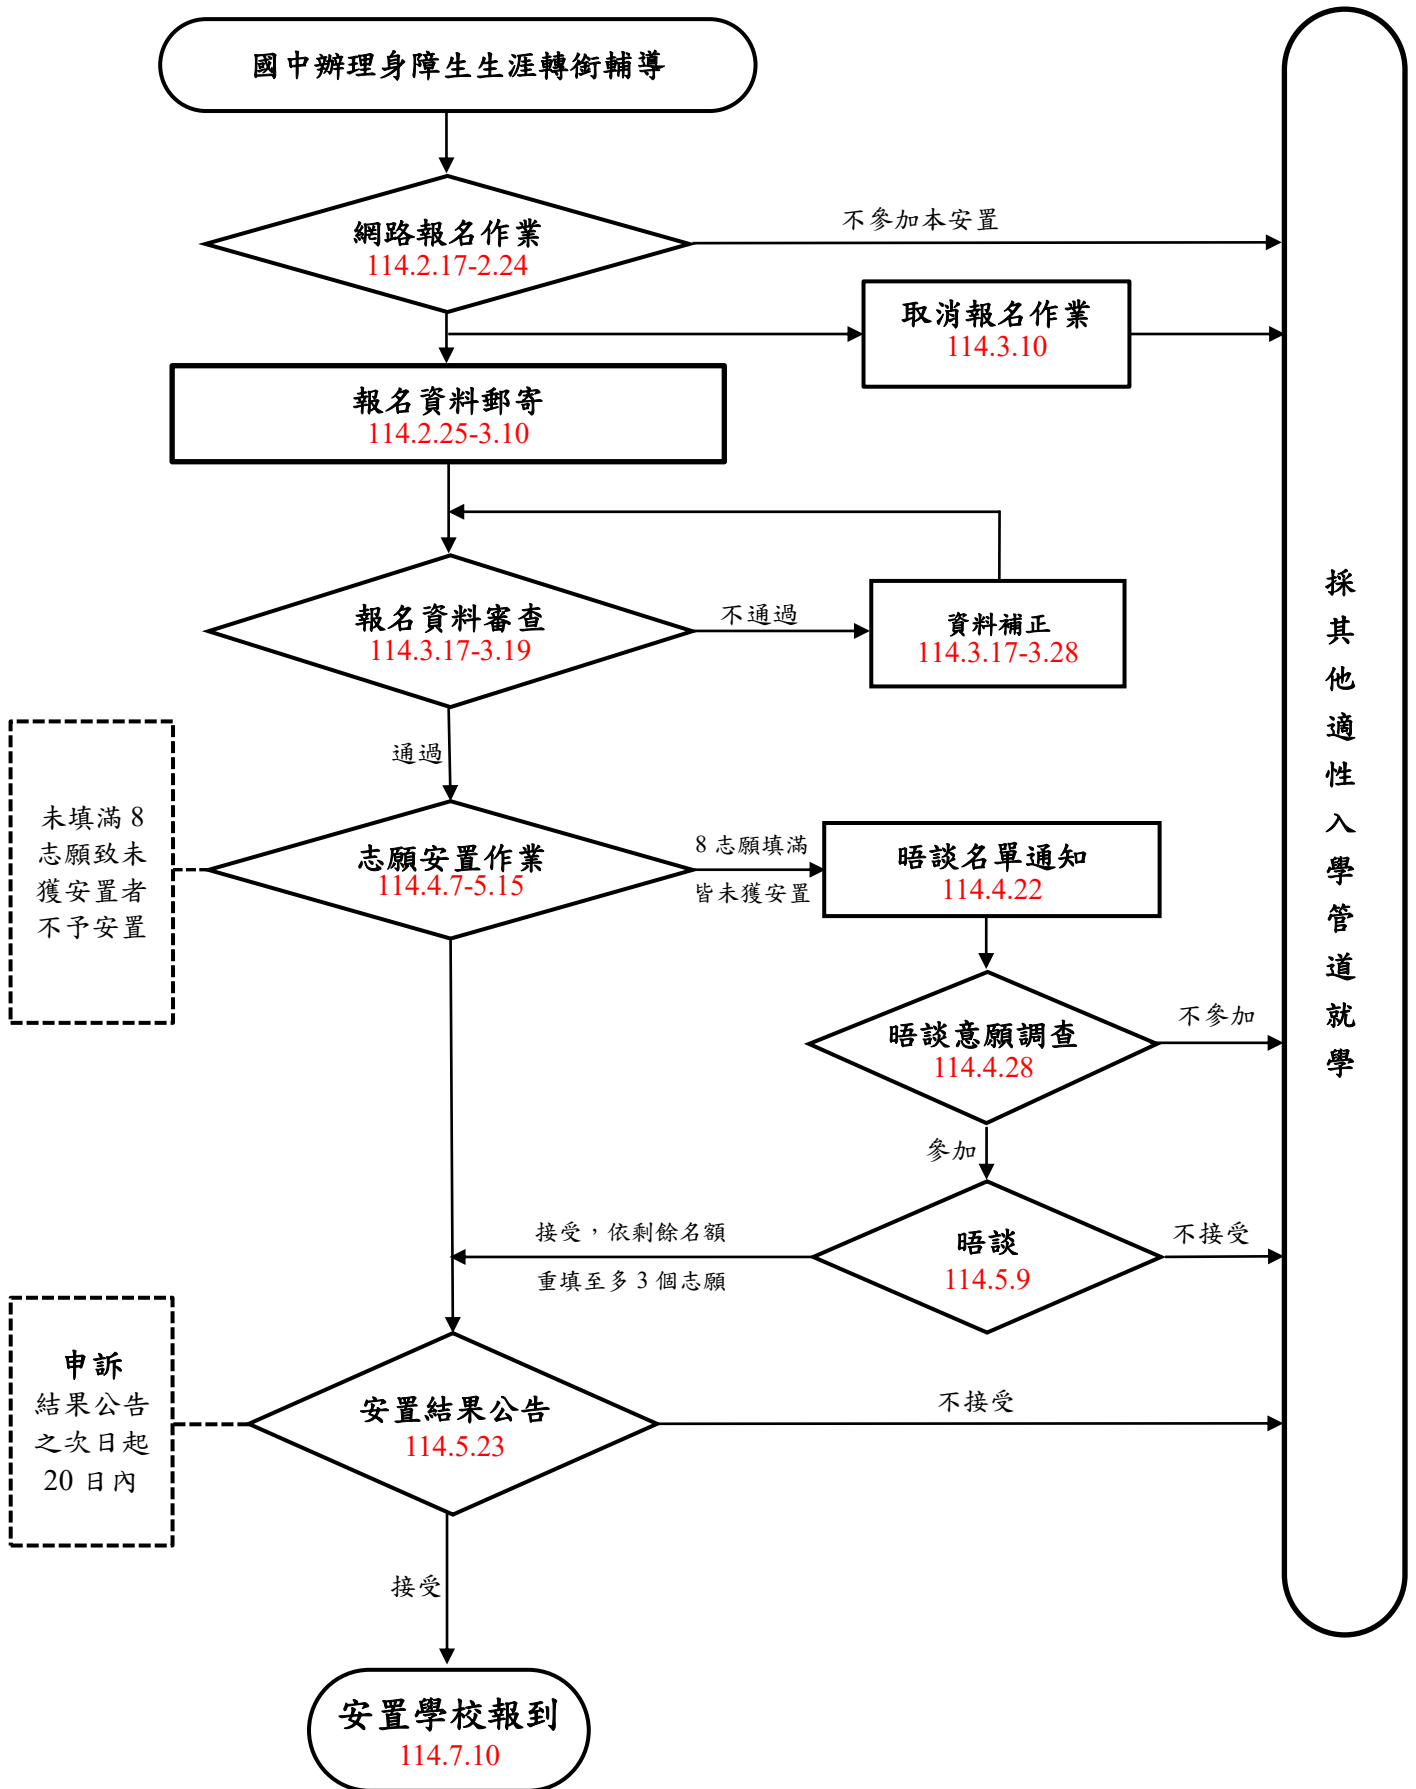 國中辦理身障生生涯轉銜輔導
網路報名作業
114.2.17-2.24
不參加本安置
取消報名作業
114.3.10
報名資料郵寄
114.2.25-3.10
報名資料審查
114.3.17-3.19
不通過
資料補正
114.3.17-3.28
通過
未填滿 8
志願致未
獲安置者
不予安置
志願安置作業
114.4.7-5.15
8 志願填滿
皆未獲安置
晤談名單通知
114.4.22
晤談意願調查
114.4.28
不參加
參加
晤談
114.5.9
不接受
接受，依剩餘名額
重填至多 3 個志願
申訴
結果公告
之次日起
20 日內
安置結果公告
114.5.23
不接受
接受
安置學校報到
114.7.10
採
其
他
適
性
入
學
管
道
就
學